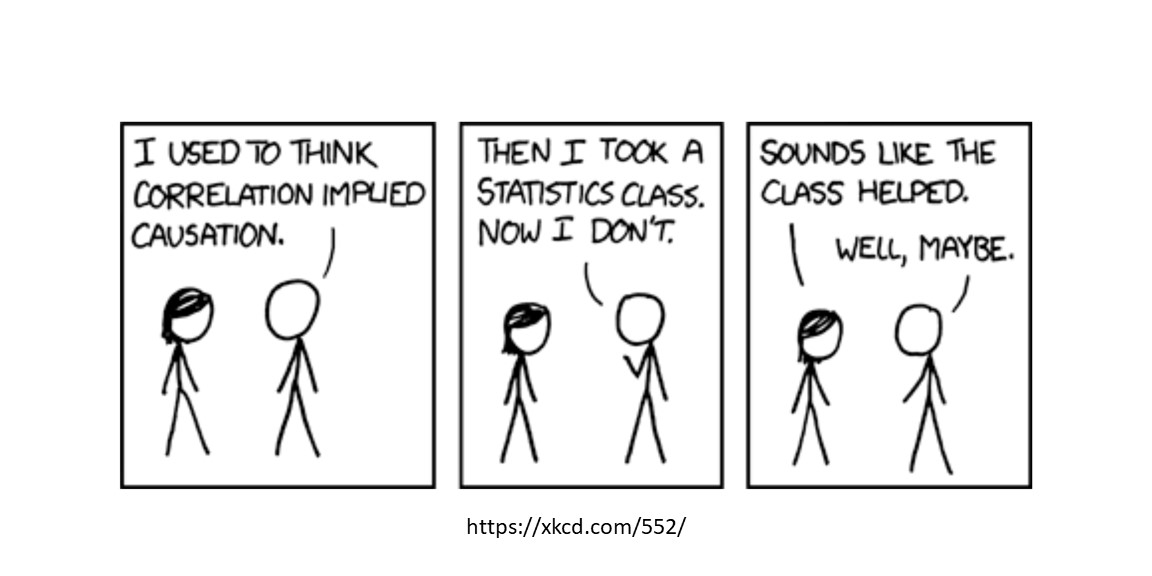 I USED TO THINK
CORRELATION IMPLIED
CAUSATION.
THEN I TOOK A
STATISTICS CLASS.
NOW I DON'T.
SOUNDS LIKE THE
CLASS HELPED.
WELL, MAYBE.
https://xkcd.com/552/